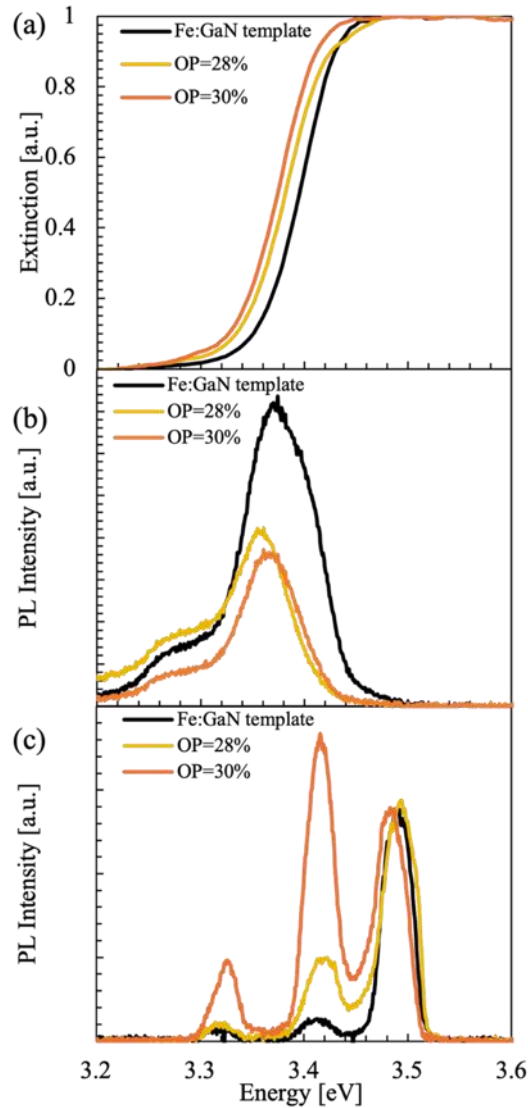 (a)
Fe:GaN template
OP=28%
OP=30%
Extinction [a.u.]
1
0.8
0.6
0.4
0.2
0
(b)
Fe:GaN template
OP=28%
OP=30%
PL Intensity [a.u.]
(c)
Fe:GaN template
OP=28%
OP=30%
PL Intensity [a.u.]
3.2 3.3 3.4 3.5 3.6
Energy [eV]